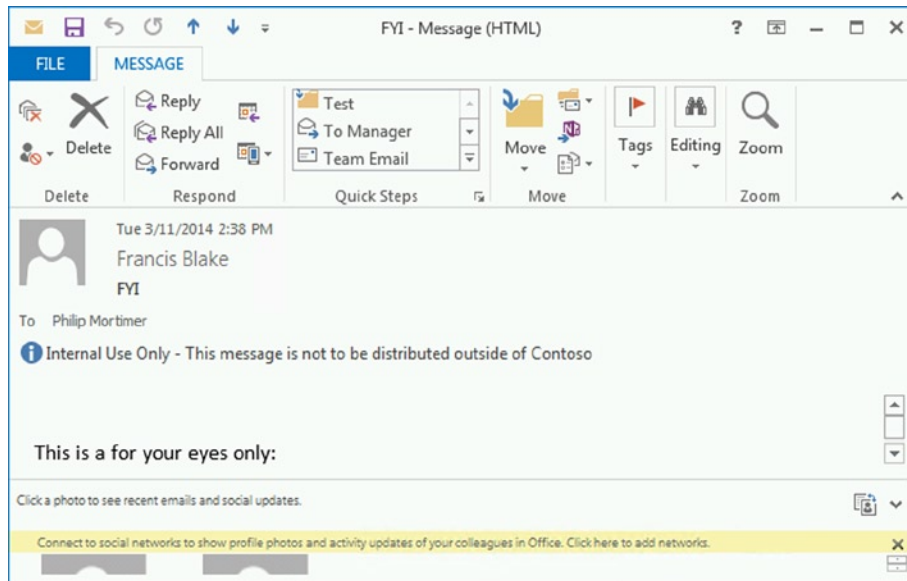 FYI - Message (HTML)
?
FILE MESSAGE
Delete
Reply
Reply All
Forward
Test
To Manager
Team Email
Move
Tags
Editing
Zoom
Delete Respond Quick Steps Move Zoom
Tue 3/11/2014 2:38 PM
Francis Blake
FYI
To Philip Mortimer
Internal Use Only - This message is not to be distributed outside of Contoso
This is a for your eyes only:
Click a photo to see recent emails and social updates.
Connect to social networks to show profile photos and activity updates of your colleagues in Office. Click here to add networks.